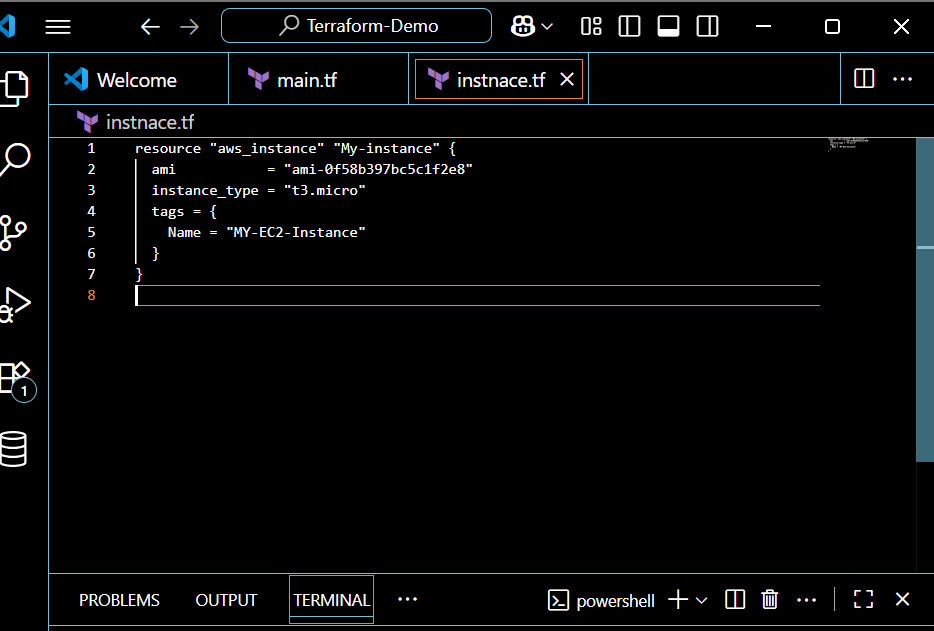 Terraform-Demo
Welcome main.tf instnace.tf
instnace.tf
1 resource "aws_instance" "My-instance" {
2 ami = "ami-0f58b397bc5c1f2e8"
3 instance_type = "t3.micro"
4 tags = {
5 Name = "MY-EC2-Instance"
6 }
7 }
8
1
PROBLEMS OUTPUT TERMINAL ... powershell